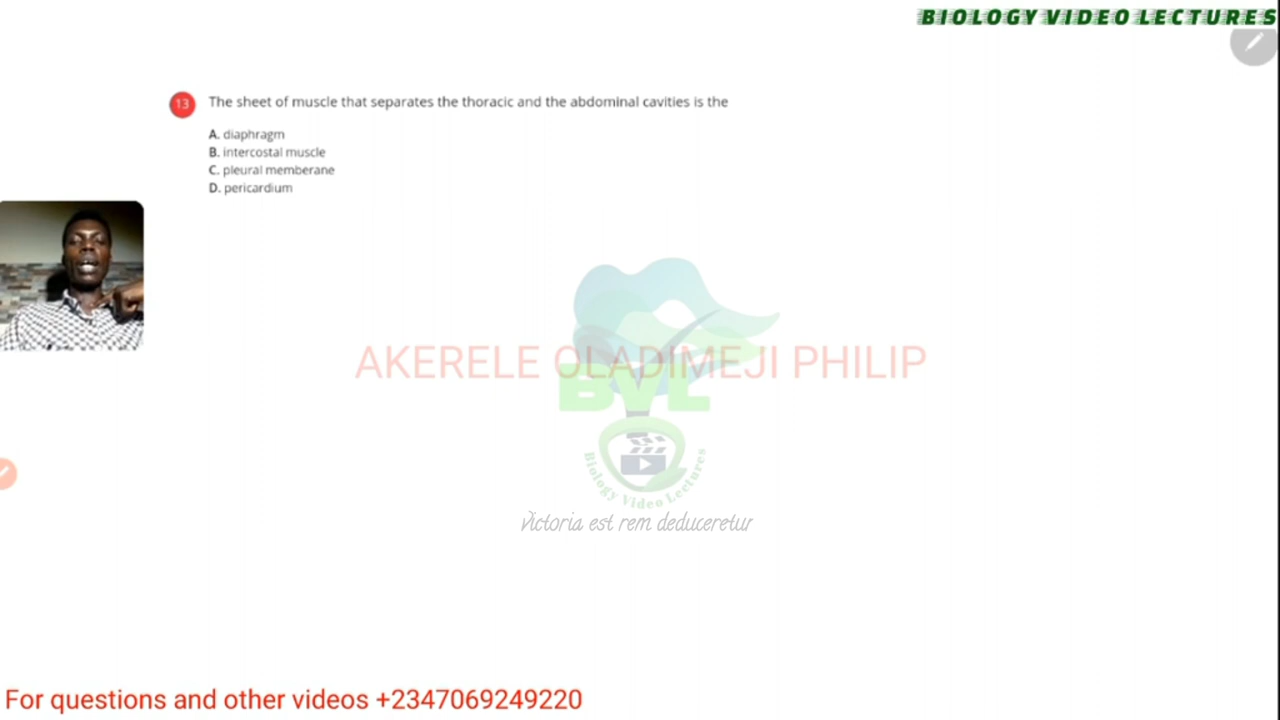 BIOLOGY VIDEO LECTURES
13 The sheet of muscle that separates the thoracic and the abdominal cavities is the
A. diaphragm
B. intercostal muscle
C. pleural memberane
D. pericardium
AKERELE OLADIMEJI PHILIP
BVL
Biology Video Lectures
Victoria est rem deduceretur
For questions and other videos +2347069249220